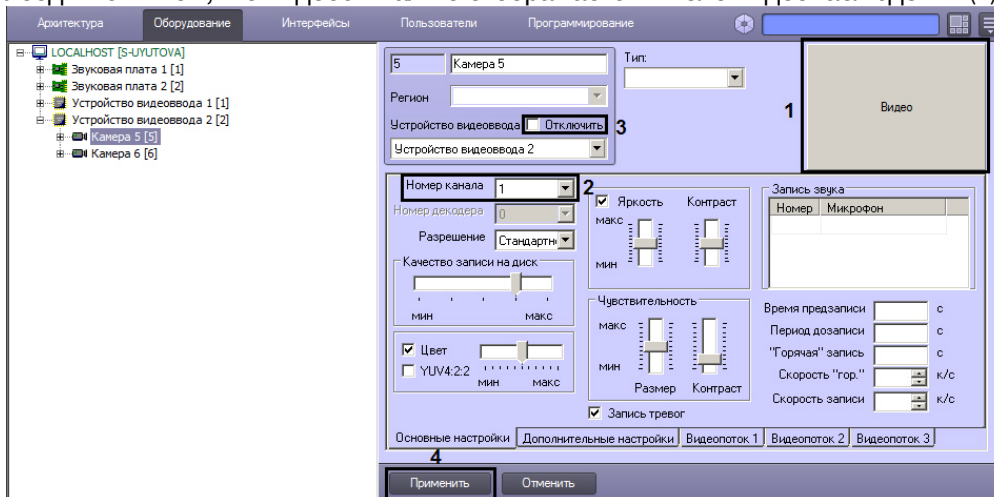 Архитектура Оборудование Интерфейсы Пользователи Программирование
LOCALHOST [S-UYUTOVA]
Звуковая плата 1 [1]
Звуковая плата 2 [2]
Устройство видеоввода 1 [1]
Устройство видеоввода 2 [2]
Камера 5 [5]
Камера 6 [6]
5 Камера 5
Тип:
Регион
Устройство видеоввода Отключить 3
Устройство видеоввода 2
1 Видео
Номер канала 1 2
Номер декодера 0
Разрешение Стандартн
Качество записи на диск
мин макс
Цвет
YUV4:2:2
мин макс
Яркость Контраст
макс
мин
Чувствительность
макс
мин
Размер Контраст
Запись тревог
Запись звука
Номер Микрофон
Время предзаписи с
Период дозаписи с
"Горячая" запись с
Скорость "гор." к/с
Скорость записи к/с
Основные настройки Дополнительные настройки Видеопоток 1 Видеопоток 2 Видеопоток 3
4
Применить Отменить